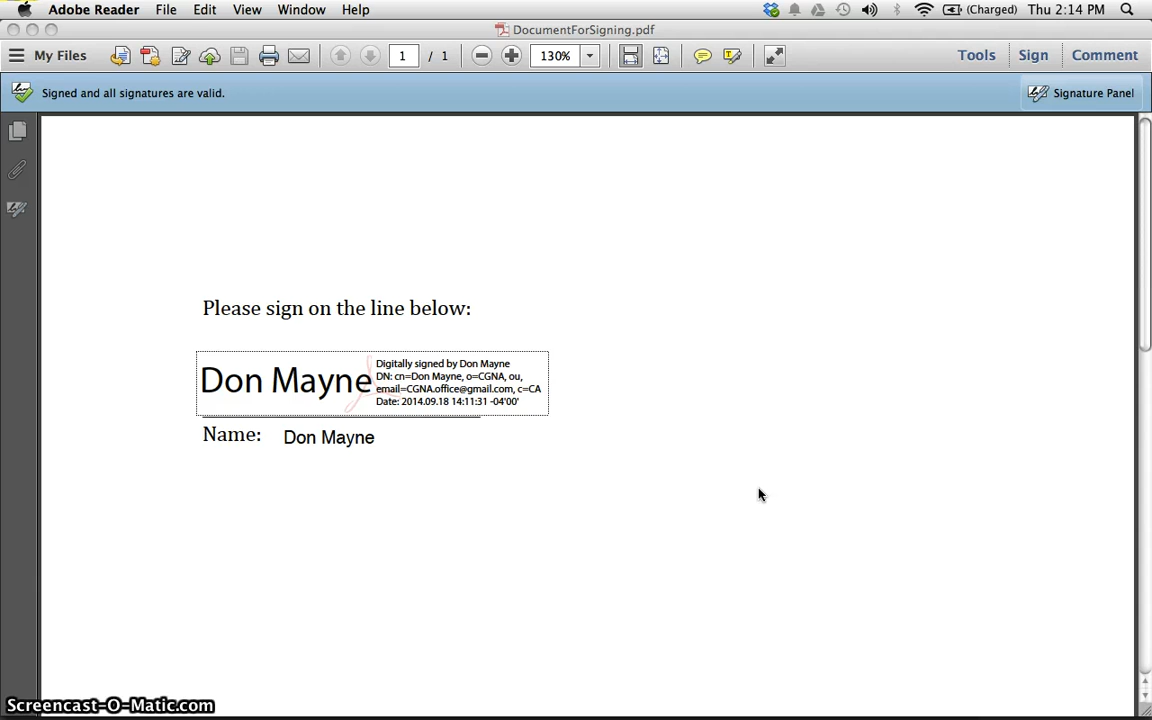 Adobe Reader File Edit View Window Help (Charged) Thu 2:14 PM
DocumentForSigning.pdf
My Files 1 / 1 130% Tools Sign Comment
Signed and all signatures are valid. Signature Panel
Please sign on the line below:
Don Mayne
Digitally signed by Don Mayne
DN: cn=Don Mayne, o=CGNA, ou,
email=CGNA.office@gmail.com, c=CA
Date: 2014.09.18 14:11:31 -04'00'
Name: Don Mayne
Screencast-O-Matic.com